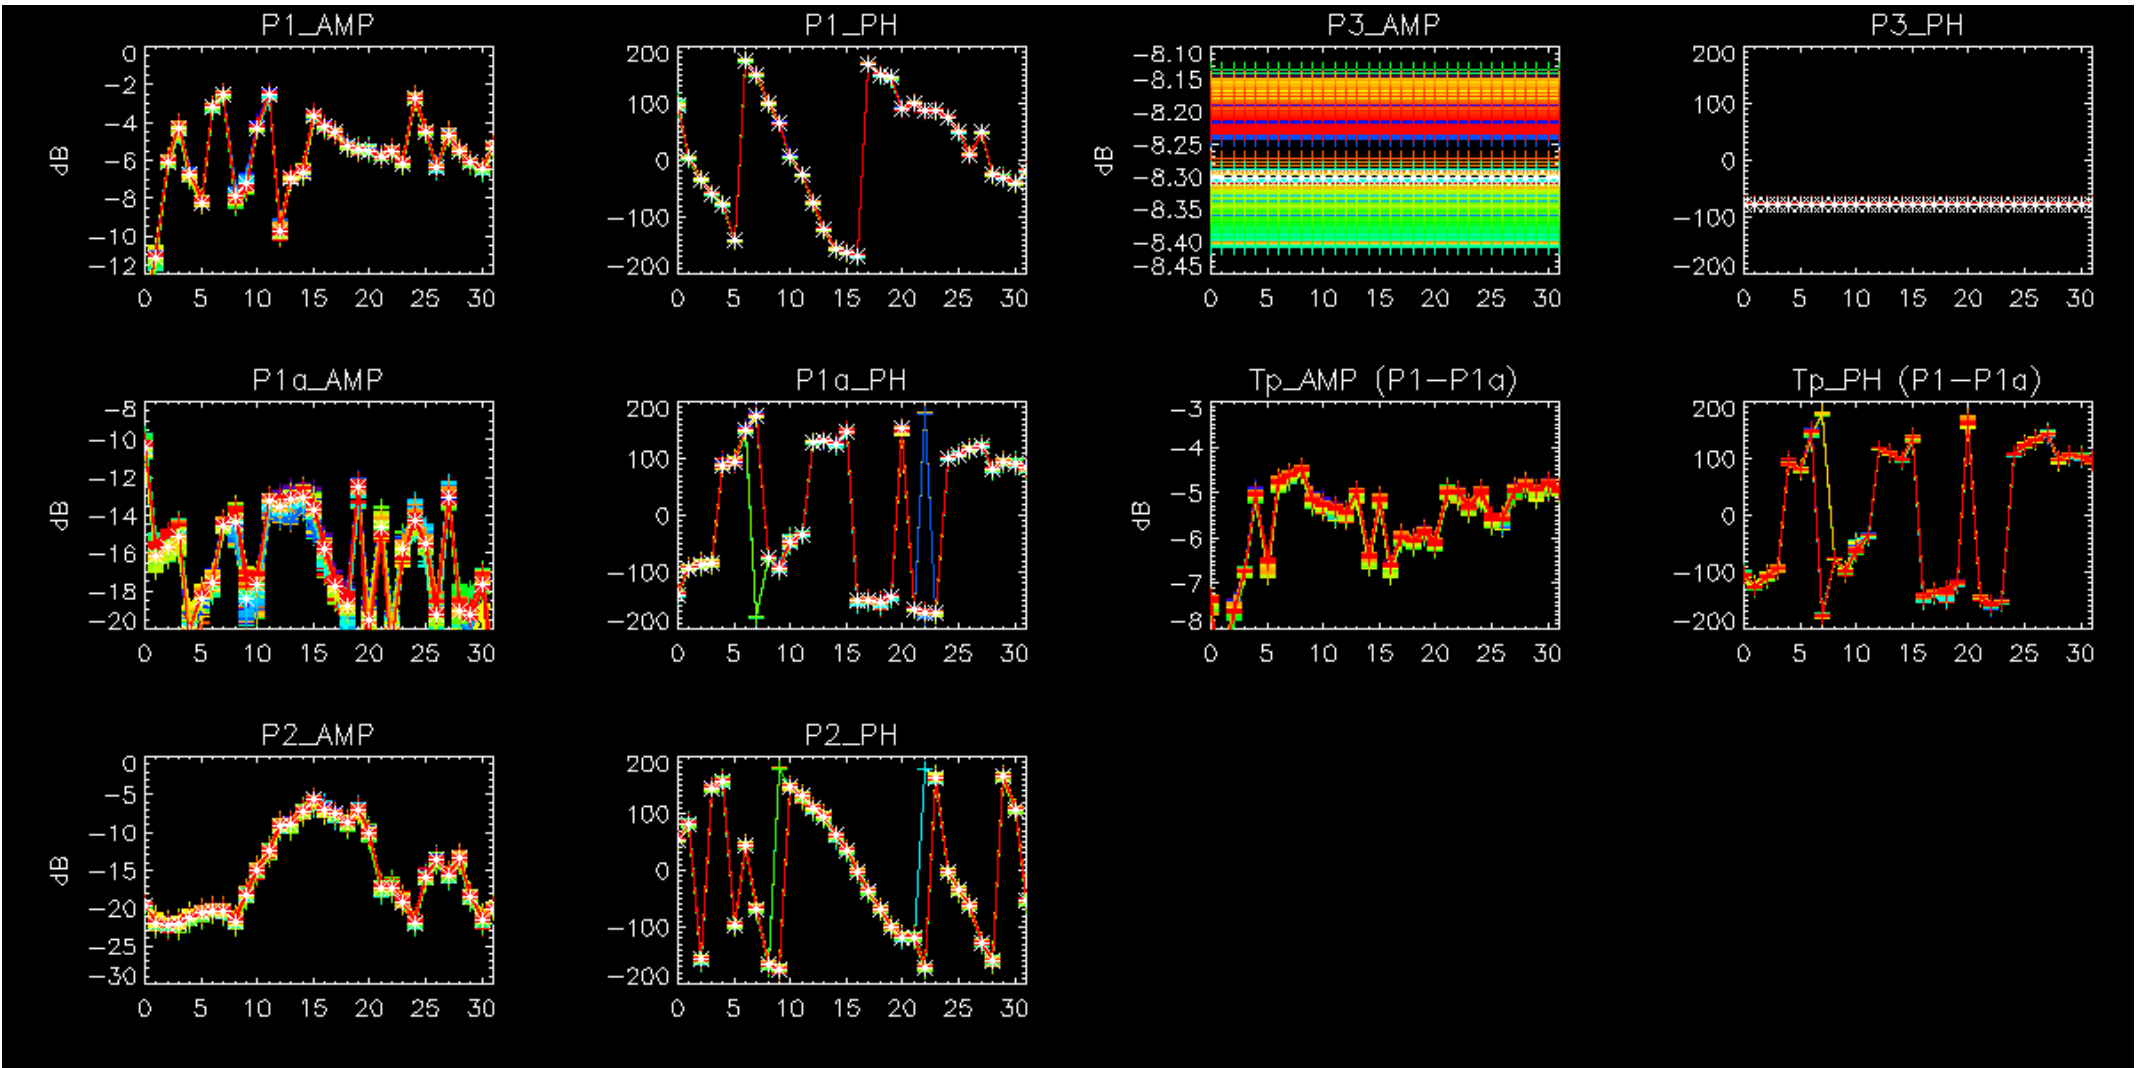 P1_AMP
0
−2
−4
−6
−8
−10
−12
dB
0 5 10 15 20 25 30
P1_PH
200
100
0
−100
−200
0 5 10 15 20 25 30
P3_AMP
−8.10
−8.15
−8.20
−8.25
−8.30
−8.35
−8.40
−8.45
dB
0 5 10 15 20 25 30
P3_PH
200
100
0
−100
−200
0 5 10 15 20 25 30
P1a_AMP
−8
−10
−12
−14
−16
−18
−20
dB
0 5 10 15 20 25 30
P1a_PH
200
100
0
−100
−200
0 5 10 15 20 25 30
Tp_AMP (P1−P1a)
−3
−4
−5
−6
−7
−8
dB
0 5 10 15 20 25 30
Tp_PH (P1−P1a)
200
100
0
−100
−200
0 5 10 15 20 25 30
P2_AMP
0
−5
−10
−15
−20
−25
−30
dB
0 5 10 15 20 25 30
P2_PH
200
100
0
−100
−200
0 5 10 15 20 25 30